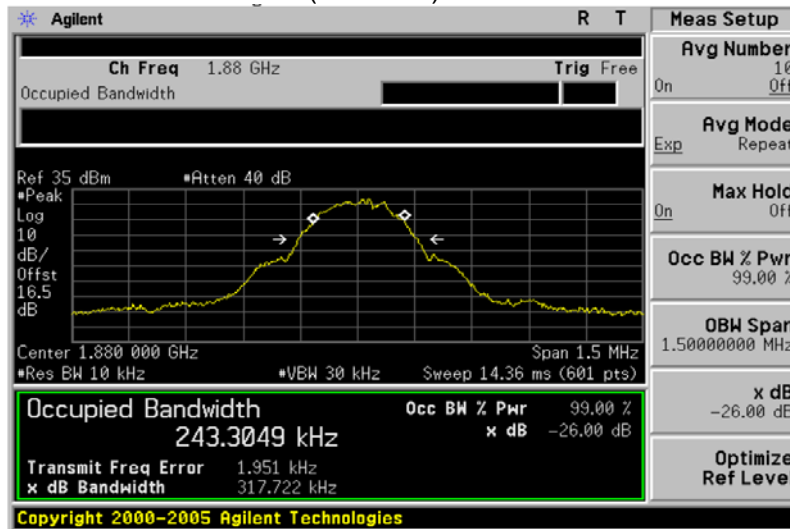 Agilent R T Meas Setup
Ch Freq 1.88 GHz Trig Free
Occupied Bandwidth
Avg Number
10
On Off
Avg Mode
Exp Repeat
Max Hold
On Off
Occ BW % Pwr
99.00 %
OBW Span
1.50000000 MHz
x dB
-26.00 dB
Optimize
Ref Level
Ref 35 dBm #Atten 40 dB
#Peak
Log
10
dB/
Offst
16.5
dB
Center 1.880 000 GHz Span 1.5 MHz
#Res BW 10 kHz #VBW 30 kHz Sweep 14.36 ms (601 pts)
Occupied Bandwidth Occ BW % Pwr 99.00 %
243.3049 kHz x dB -26.00 dB
Transmit Freq Error 1.951 kHz
x dB Bandwidth 317.722 kHz
Copyright 2000-2005 Agilent Technologies